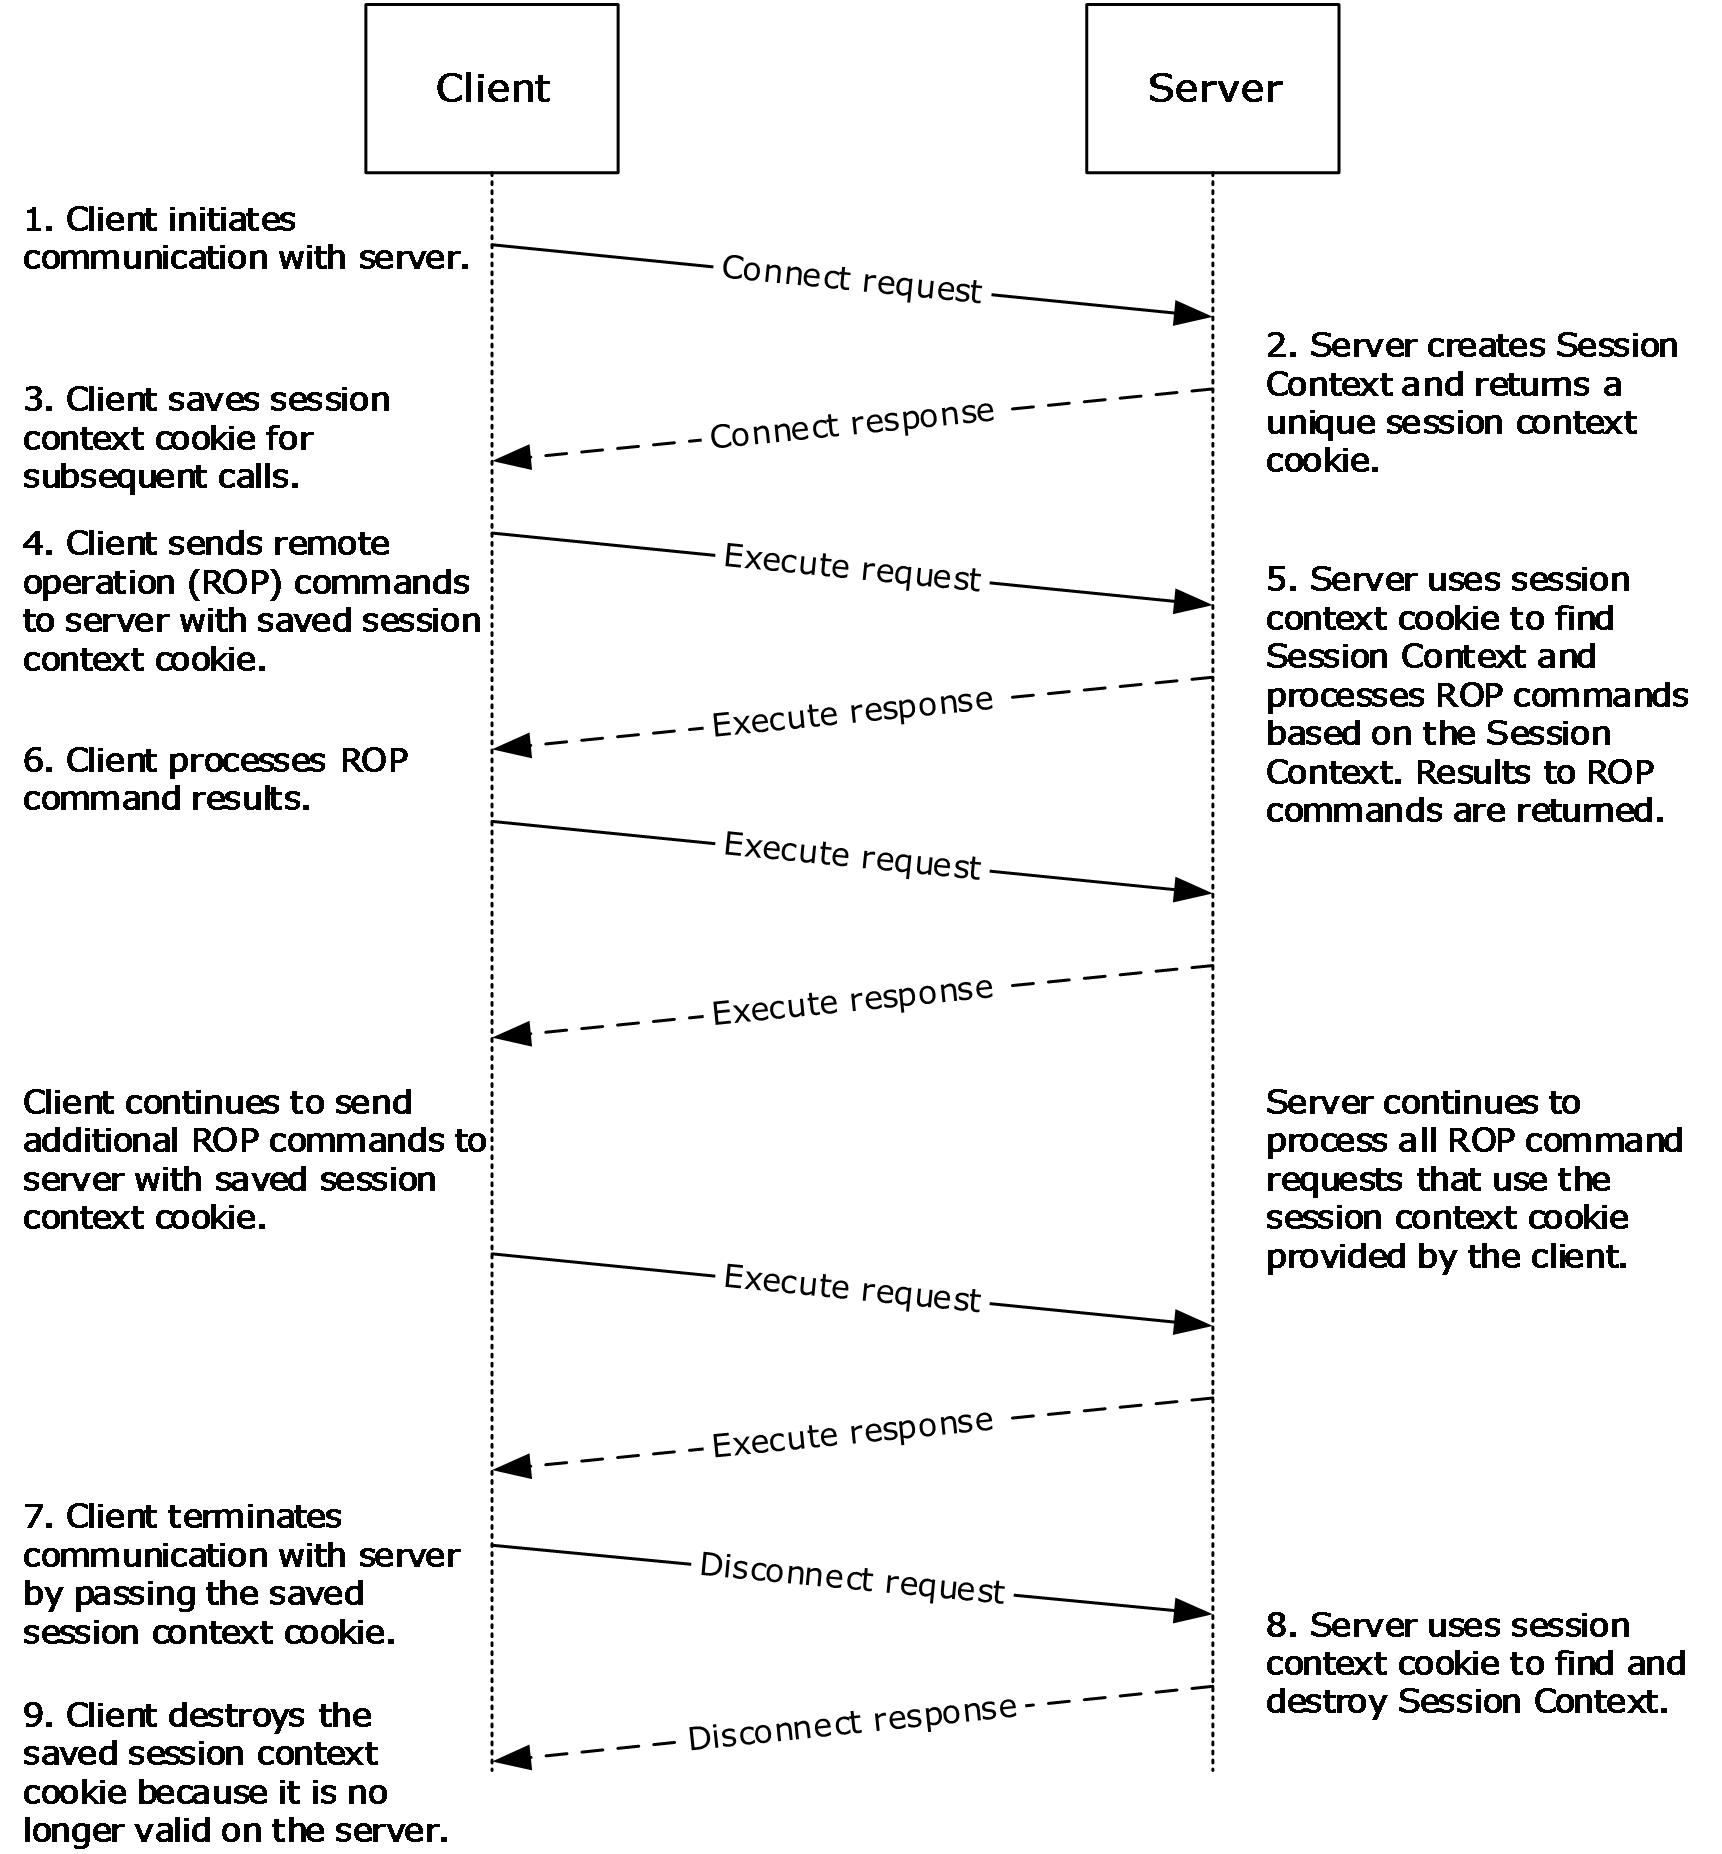 Client
Server
1. Client initiates
communication with server.
Connect request
2. Server creates Session
Context and returns a
unique session context
cookie.
Connect response
3. Client saves session
context cookie for
subsequent calls.
4. Client sends remote
operation (ROP) commands
to server with saved session
context cookie.
Execute request
5. Server uses session
context cookie to find
Session Context and
processes ROP commands
based on the Session
Context. Results to ROP
commands are returned.
Execute response
6. Client processes ROP
command results.
Execute request
Execute response
Client continues to send
additional ROP commands to
server with saved session
context cookie.
Server continues to
process all ROP command
requests that use the
session context cookie
provided by the client.
Execute request
Execute response
7. Client terminates
communication with server
by passing the saved
session context cookie.
Disconnect request
8. Server uses session
context cookie to find and
destroy Session Context.
Disconnect response
9. Client destroys the
saved session context
cookie because it is no
longer valid on the server.